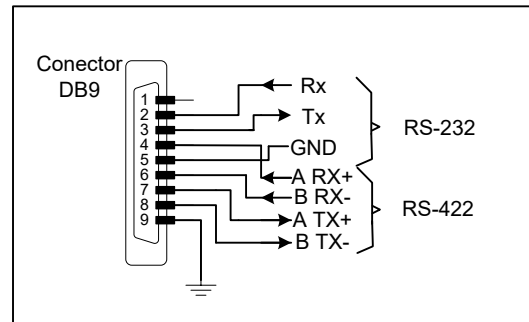 Conector
DB9
1
2
3
4
5
6
7
8
9
Rx
Tx
GND
A RX+
B RX-
A TX+
B TX-
RS-232
RS-422